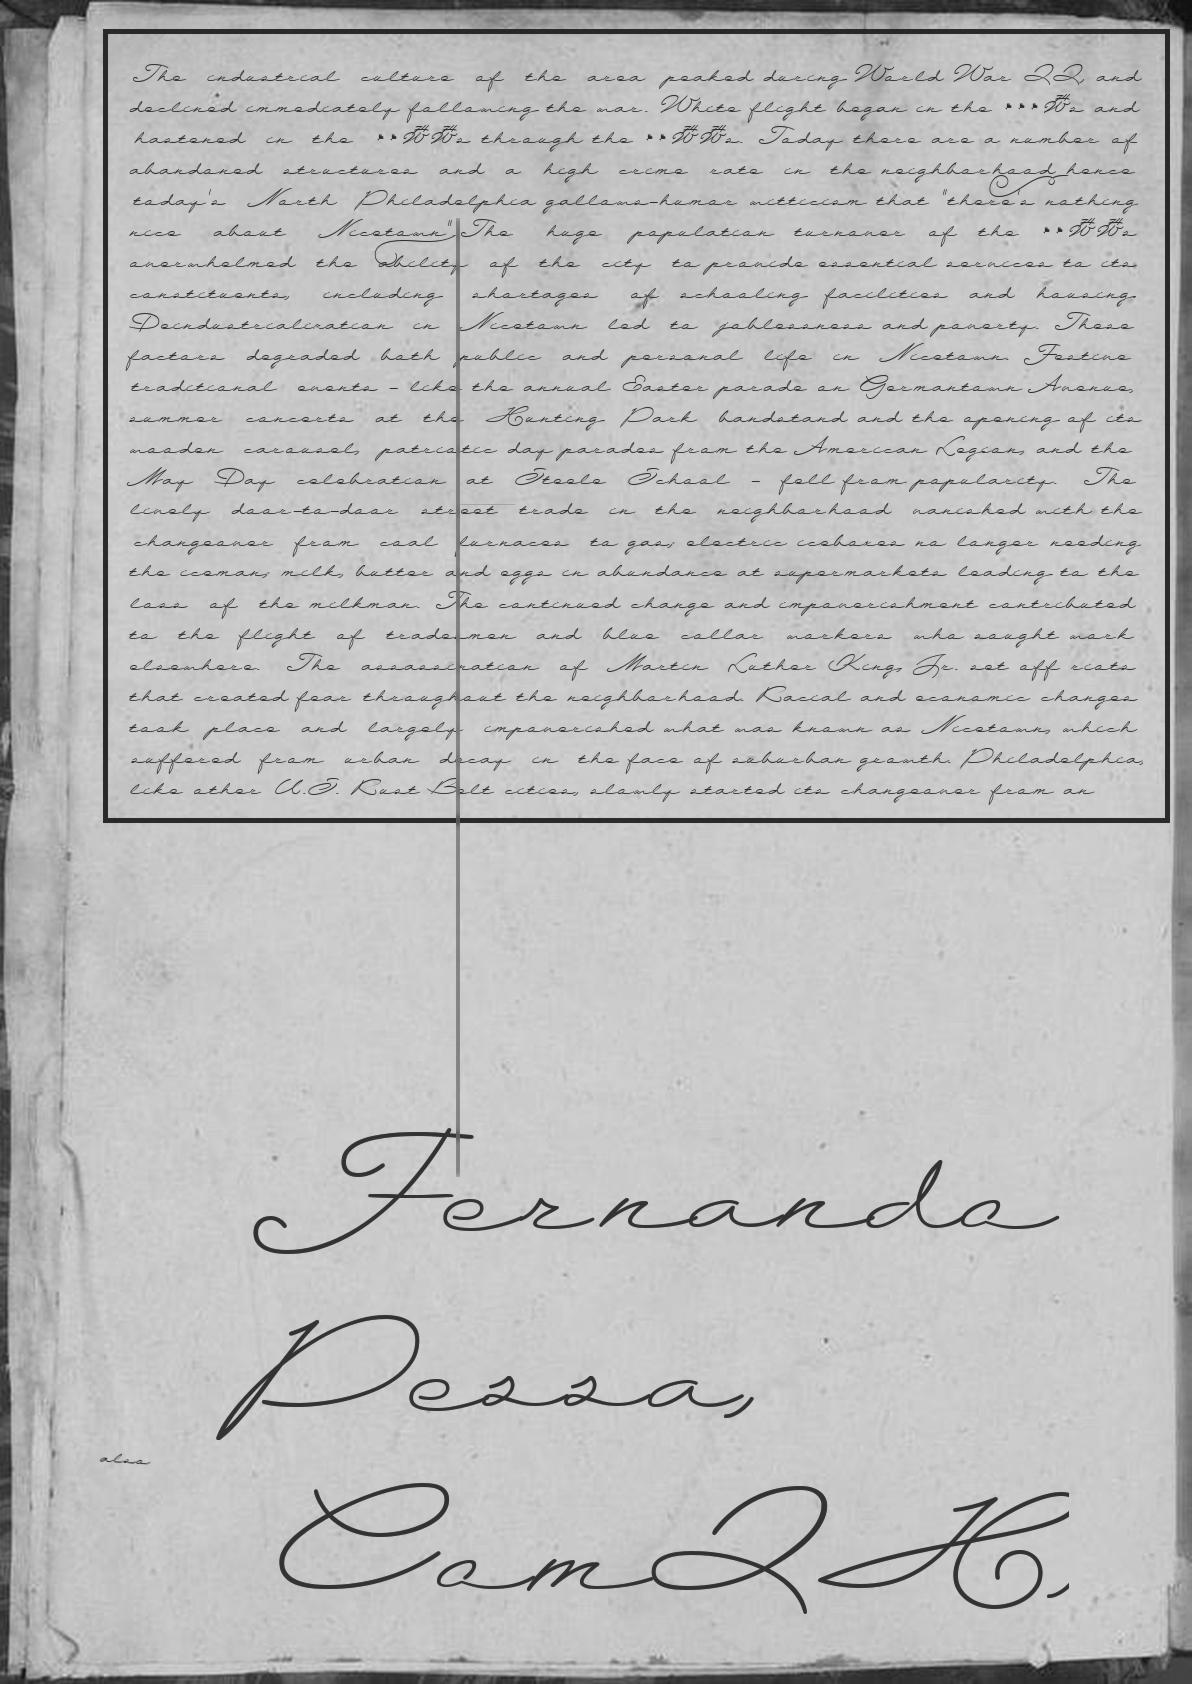 The industrial culture of the area peaked during World War II, and
declined immediately following the war. White flight began in the and
hastened in the through the Today there are a number of
abandoned structures and a high crime rate in the neighborhood hence
today's North Philadelphia gallows-humor witticism that "there's nothing
nice about Nicetown" The huge population turnover of the
overwhelmed the ability of the city to provide essential services to its
constituents, including shortages of schooling facilities and housing.
Deindustrialization in Nicetown led to joblessness and poverty. These
factors degraded both public and personal life in Nicetown. Festive
traditional events - like the annual Easter parade on Germantown Avenue,
summer concerts at the Hunting Park bandstand and the opening of its
wooden carousel, patriotic day parades from the American Legion, and the
May Day celebration at Steele School - fell from popularity. The
lively door-to-door street trade in the neighborhood vanished with the
changeover from coal furnaces to gas; electric iceboxes no longer needing
the iceman; milk, butter and eggs in abundance at supermarkets leading to the
loss of the milkman. The continued change and impoverishment contributed
to the flight of tradesmen and blue collar workers who sought work
elsewhere. The assassination of Martin Luther King, Jr. set off riots
that created fear throughout the neighborhood. Racial and economic changes
took place and largely impoverished what was known as Nicetown, which
suffered from urban decay in the face of suburban growth. Philadelphia,
like other U.S. Rust Belt cities, slowly started its changeover from an
Fernanda
Pessa,
also
ComIH,